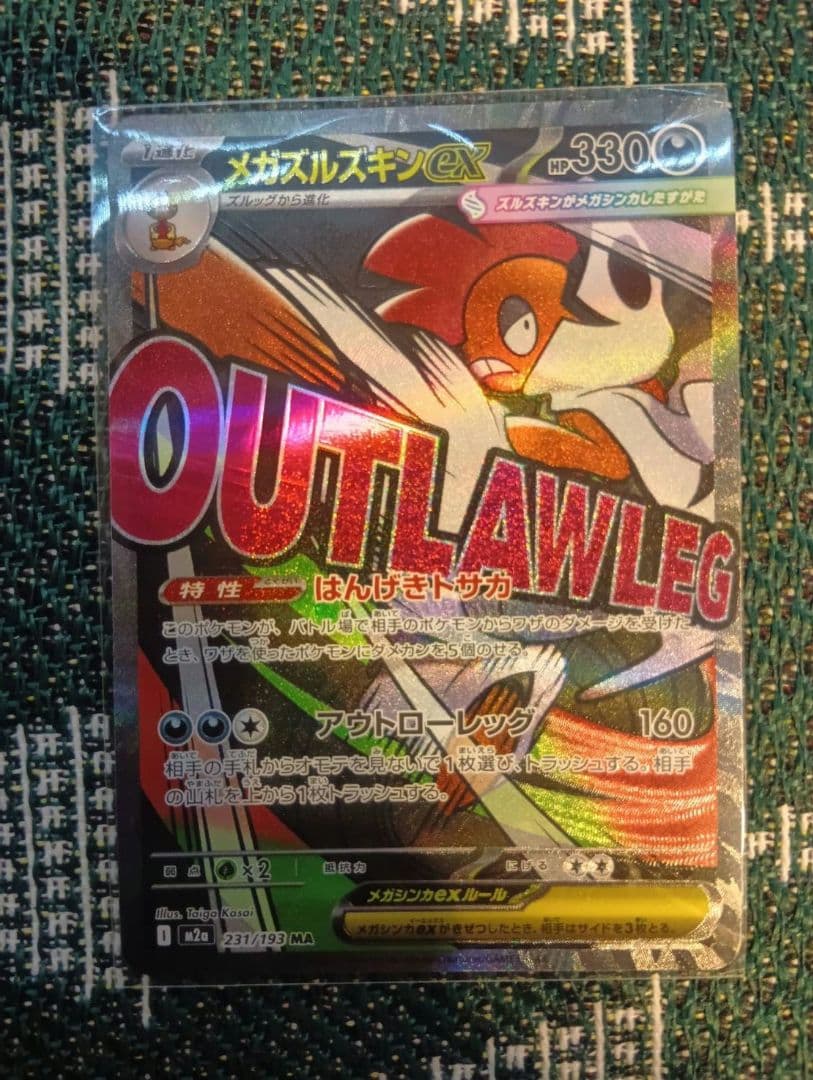 1進化
メガズルズキンex
HP330
ズルッグから進化
ズルズキンがメガシンカしたすがた
OUTLAWLEG
特性 はんげきトサカ
このポケモンが、バトル場で相手のポケモンからワザのダメージを受けた
とき、ワザを使ったポケモンにダメカンを5個のせる。
アウトローレッグ 160
相手の手札からオモテを見ないで1枚選び、トラッシュする。相手
の山札を上から1枚トラッシュする。
弱点 ×2 抵抗力 にげる
メガシンカexルール
メガシンカexがきぜつしたとき、相手はサイドを3枚とる。
Illus. Taiga Kasai
I M2a 231/193 MA